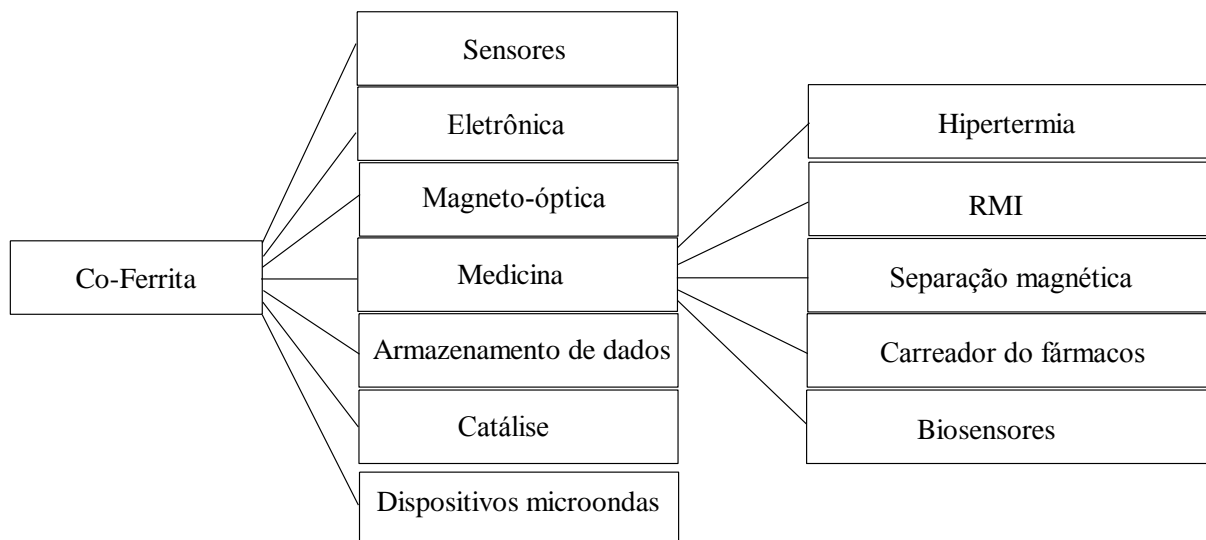 Co-Ferrita
Sensores
Eletrônica
Magneto-óptica
Medicina
Armazenamento de dados
Catálise
Dispositivos microondas
Hipertermia
RMI
Separação magnética
Carreador do fármacos
Biosensores